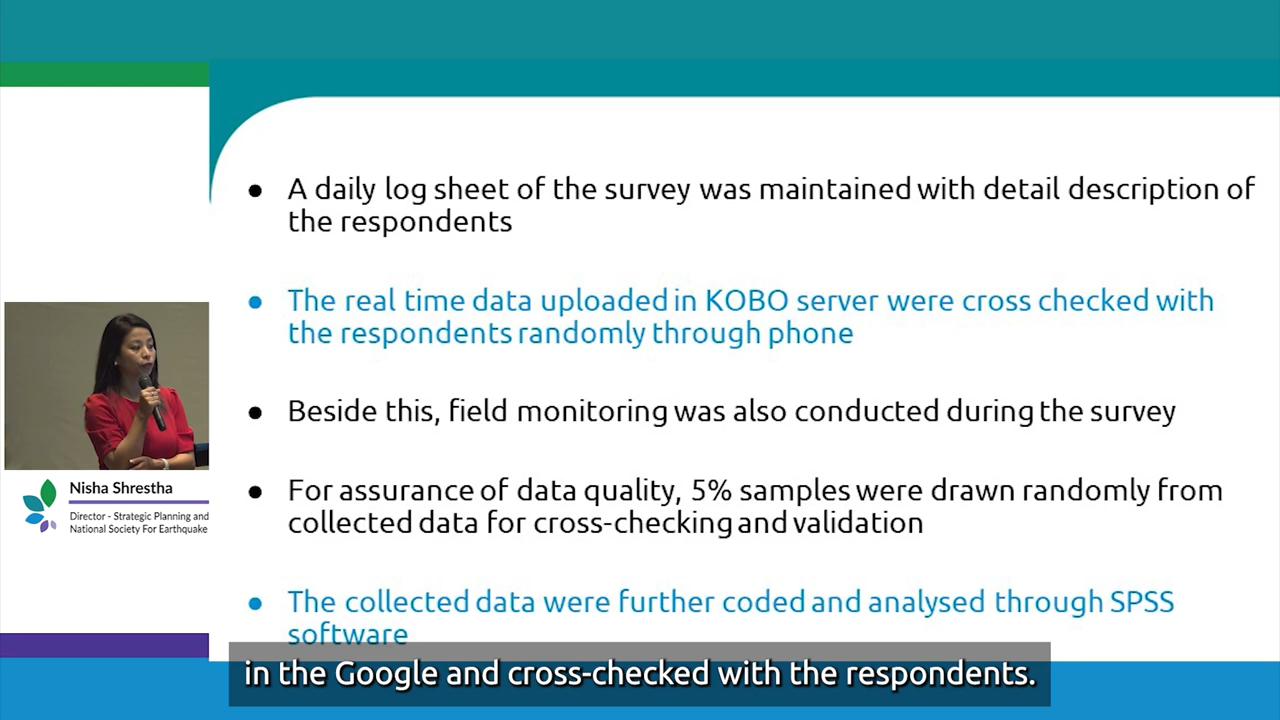 ● A daily log sheet of the survey was maintained with detail description of
the respondents
● The real time data uploaded in KOBO server were cross checked with
the respondents randomly through phone
● Beside this, field monitoring was also conducted during the survey
● For assurance of data quality, 5% samples were drawn randomly from
collected data for cross-checking and validation
● The collected data were further coded and analysed through SPSS
software
Nisha Shrestha
Director - Strategic Planning and
National Society For Earthquake
in the Google and cross-checked with the respondents.